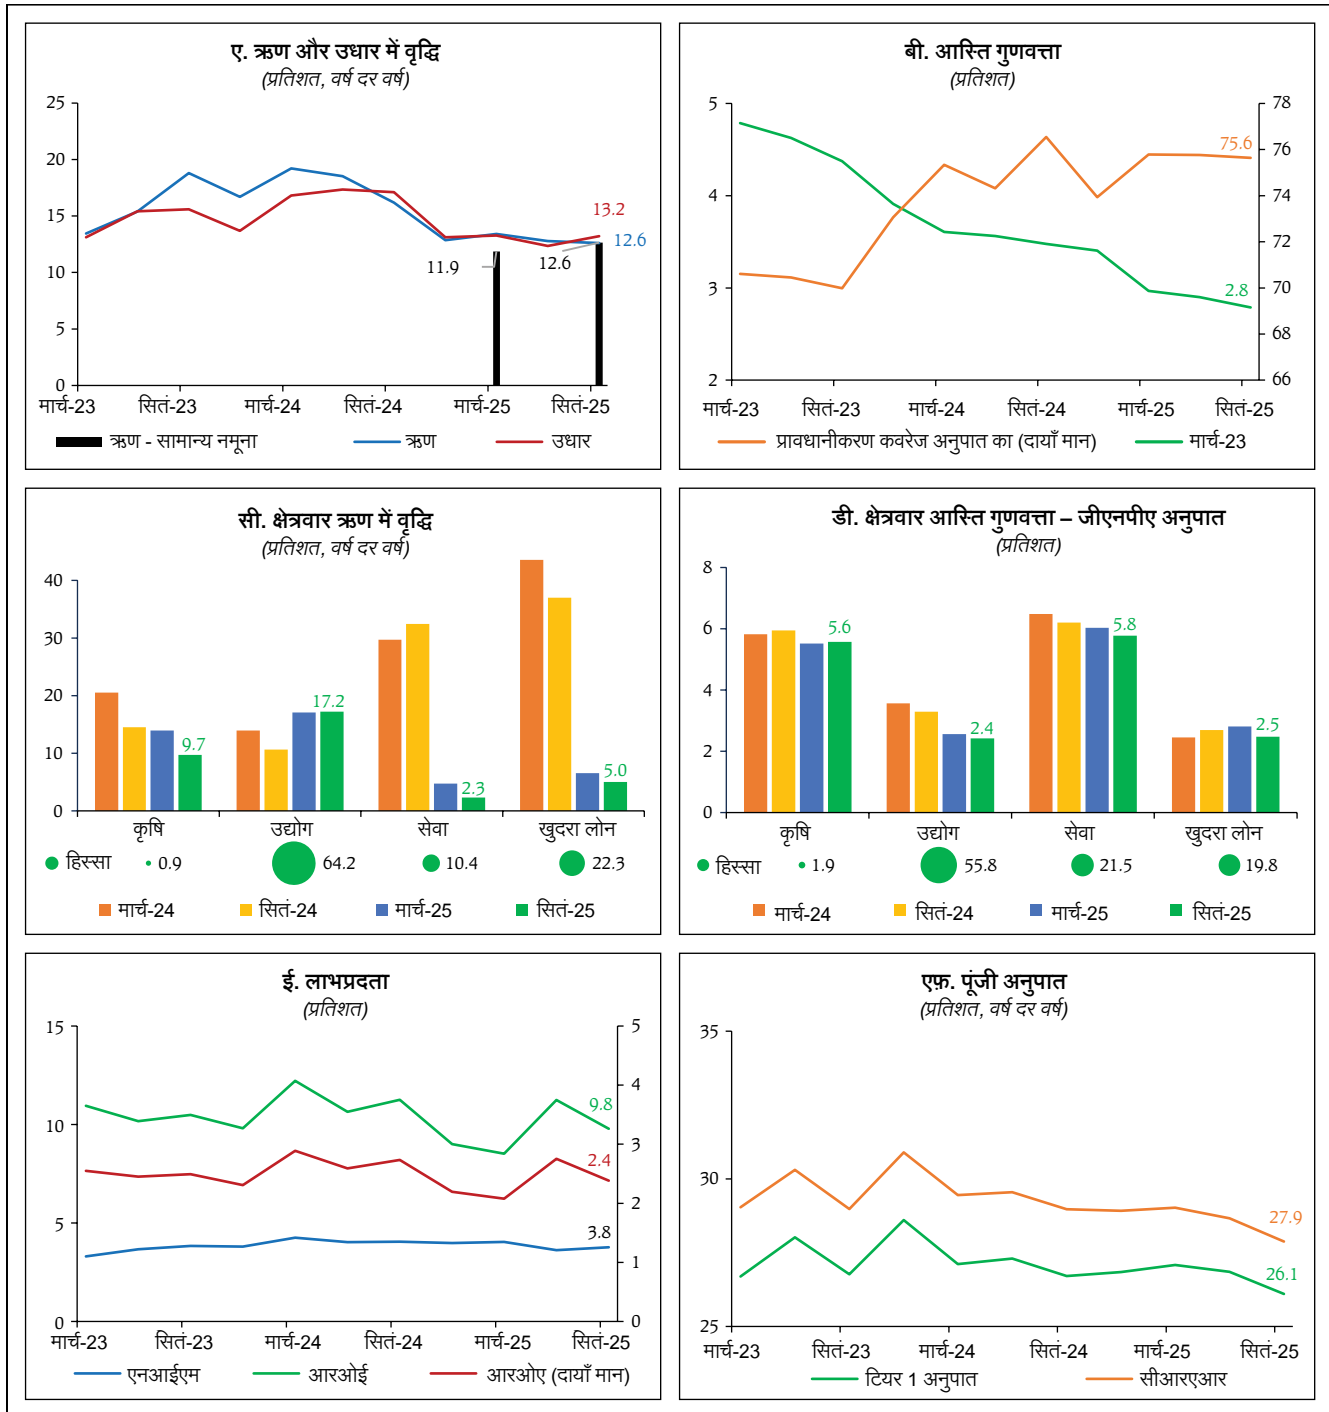 ए. ऋण और उधार में वृद्धि
(प्रतिशत, वर्ष दर वर्ष)
25
20
15
10
5
0
13.2
12.6
11.9
12.6
मार्च-23 सितं-23 मार्च-24 सितं-24 मार्च-25 सितं-25
ऋण - सामान्य नमूना ऋण उधार
बी. आस्ति गुणवत्ता
(प्रतिशत)
5
4
3
2
78
76
74
72
70
68
66
75.6
2.8
मार्च-23 सितं-23 मार्च-24 सितं-24 मार्च-25 सितं-25
प्रावधानीकरण कवरेज अनुपात का (दायाँ मान) मार्च-23
सी. क्षेत्रवार ऋण में वृद्धि
(प्रतिशत, वर्ष दर वर्ष)
40
30
20
10
0
9.7
17.2
2.3
5.0
कृषि उद्योग सेवा खुदरा लोन
हिस्सा 0.9 64.2 10.4 22.3
मार्च-24 सितं-24 मार्च-25 सितं-25
डी. क्षेत्रवार आस्ति गुणवत्ता – जीएनपीए अनुपात
(प्रतिशत)
8
6
4
2
0
5.6
2.4
5.8
2.5
कृषि उद्योग सेवा खुदरा लोन
हिस्सा 1.9 55.8 21.5 19.8
मार्च-24 सितं-24 मार्च-25 सितं-25
ई. लाभप्रदता
(प्रतिशत)
15
10
5
0
5
4
3
2
1
0
9.8
2.4
3.8
मार्च-23 सितं-23 मार्च-24 सितं-24 मार्च-25 सितं-25
एनआईएम आरओई आरओए (दायाँ मान)
एफ़. पूंजी अनुपात
(प्रतिशत, वर्ष दर वर्ष)
35
30
25
27.9
26.1
मार्च-23 सितं-23 मार्च-24 सितं-24 मार्च-25 सितं-25
टियर 1 अनुपात सीआरएआर